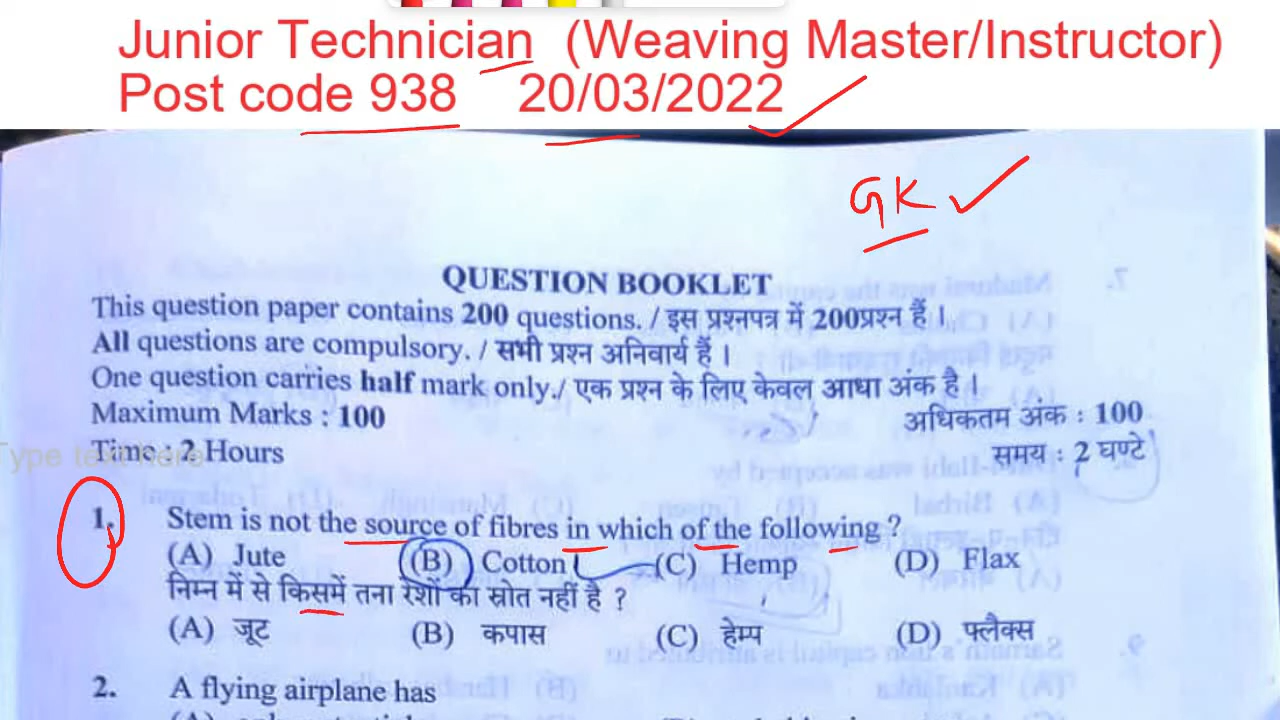 Junior Technician (Weaving Master/Instructor)
Post code 938 20/03/2022
GK
QUESTION BOOKLET
This question paper contains 200 questions. / इस प्रश्नपत्र में 200प्रश्न हैं ।
All questions are compulsory. / सभी प्रश्न अनिवार्य हैं ।
One question carries half mark only./ एक प्रश्न के लिए केवल आधा अंक है ।
Maximum Marks : 100 अधिकतम अंक : 100
Type text here
Time : 2 Hours समय : 2 घण्टे
1. Stem is not the source of fibres in which of the following ?
(A) Jute (B) Cotton (C) Hemp (D) Flax
निम्न में से किसमें तना रेशों का स्रोत नहीं है ?
(A) जूट (B) कपास (C) हेम्प (D) फ्लैक्स
2. A flying airplane has